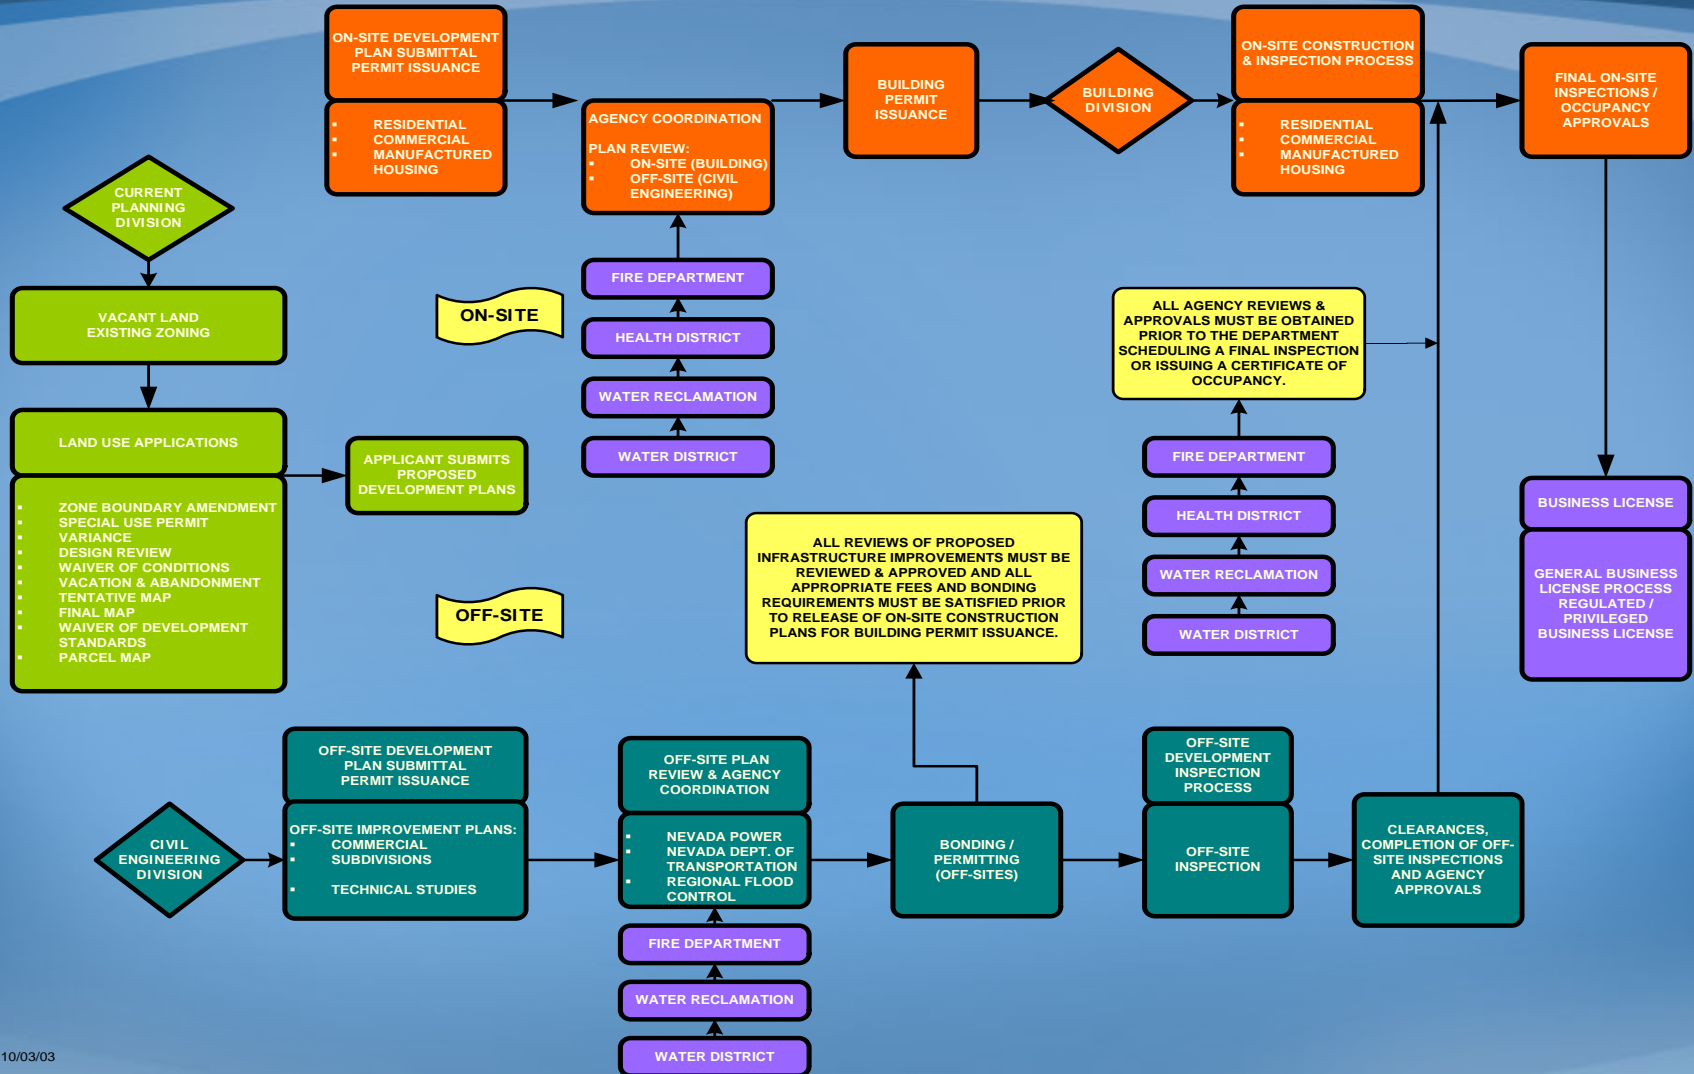 ON-SITE DEVELOPMENT
PLAN SUBMITTAL
PERMIT ISSUANCE
▪ RESIDENTIAL
▪ COMMERCIAL
▪ MANUFACTURED
HOUSING
AGENCY COORDINATION
PLAN REVIEW:
▪ ON-SITE (BUILDING)
▪ OFF-SITE (CIVIL
ENGINEERING)
BUILDING
PERMIT
ISSUANCE
BUILDING
DIVISION
ON-SITE CONSTRUCTION
& INSPECTION PROCESS
▪ RESIDENTIAL
▪ COMMERCIAL
▪ MANUFACTURED
HOUSING
FINAL ON-SITE
INSPECTIONS /
OCCUPANCY
APPROVALS
CURRENT
PLANNING
DIVISION
VACANT LAND
EXISTING ZONING
LAND USE APPLICATIONS
▪ ZONE BOUNDARY AMENDMENT
▪ SPECIAL USE PERMIT
▪ VARIANCE
▪ DESIGN REVIEW
▪ WAIVER OF CONDITIONS
▪ VACATION & ABANDONMENT
▪ TENTATIVE MAP
▪ FINAL MAP
▪ WAIVER OF DEVELOPMENT
STANDARDS
▪ PARCEL MAP
APPLICANT SUBMITS
PROPOSED
DEVELOPMENT PLANS
ON-SITE
FIRE DEPARTMENT
HEALTH DISTRICT
WATER RECLAMATION
WATER DISTRICT
ALL AGENCY REVIEWS &
APPROVALS MUST BE OBTAINED
PRIOR TO THE DEPARTMENT
SCHEDULING A FINAL INSPECTION
OR ISSUING A CERTIFICATE OF
OCCUPANCY.
FIRE DEPARTMENT
HEALTH DISTRICT
WATER RECLAMATION
WATER DISTRICT
BUSINESS LICENSE
GENERAL BUSINESS
LICENSE PROCESS
REGULATED /
PRIVILEGED
BUSINESS LICENSE
OFF-SITE
ALL REVIEWS OF PROPOSED
INFRASTRUCTURE IMPROVEMENTS MUST BE
REVIEWED & APPROVED AND ALL
APPROPRIATE FEES AND BONDING
REQUIREMENTS MUST BE SATISFIED PRIOR
TO RELEASE OF ON-SITE CONSTRUCTION
PLANS FOR BUILDING PERMIT ISSUANCE.
CIVIL
ENGINEERING
DIVISION
OFF-SITE DEVELOPMENT
PLAN SUBMITTAL
PERMIT ISSUANCE
OFF-SITE IMPROVEMENT PLANS:
▪ COMMERCIAL
▪ SUBDIVISIONS
▪ TECHNICAL STUDIES
OFF-SITE PLAN
REVIEW & AGENCY
COORDINATION
▪ NEVADA POWER
▪ NEVADA DEPT. OF
TRANSPORTATION
▪ REGIONAL FLOOD
CONTROL
FIRE DEPARTMENT
WATER RECLAMATION
WATER DISTRICT
BONDING /
PERMITTING
(OFF-SITES)
OFF-SITE
DEVELOPMENT
INSPECTION
PROCESS
OFF-SITE
INSPECTION
CLEARANCES,
COMPLETION OF OFF-
SITE INSPECTIONS
AND AGENCY
APPROVALS
10/03/03